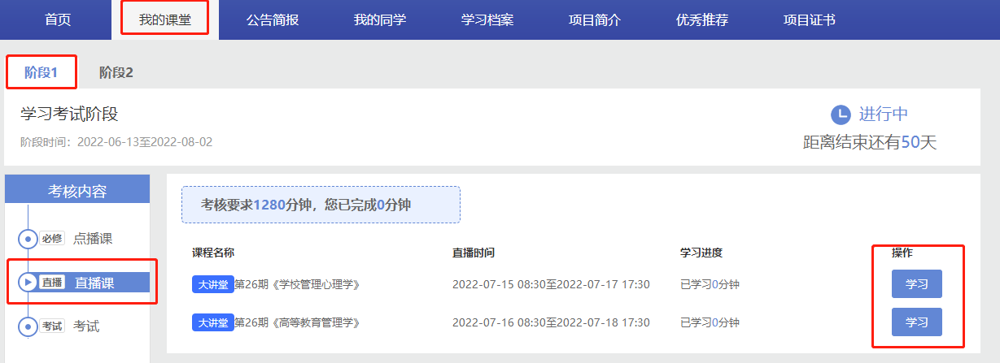 首页 我的课堂 公告简报 我的同学 学习档案 项目简介 优秀推荐 项目证书
阶段1 阶段2
学习考试阶段
阶段时间：2022-06-13至2022-08-02
进行中
距离结束还有50天
考核内容
必修 点播课
直播 直播课
考试 考试
考核要求1280分钟，您已完成0分钟
课程名称 直播时间 学习进度 操作
大讲堂 第26期《学校管理心理学》 2022-07-15 08:30至2022-07-17 17:30 已学习0分钟 学习
大讲堂 第26期《高等教育管理学》 2022-07-16 08:30至2022-07-18 17:30 已学习0分钟 学习